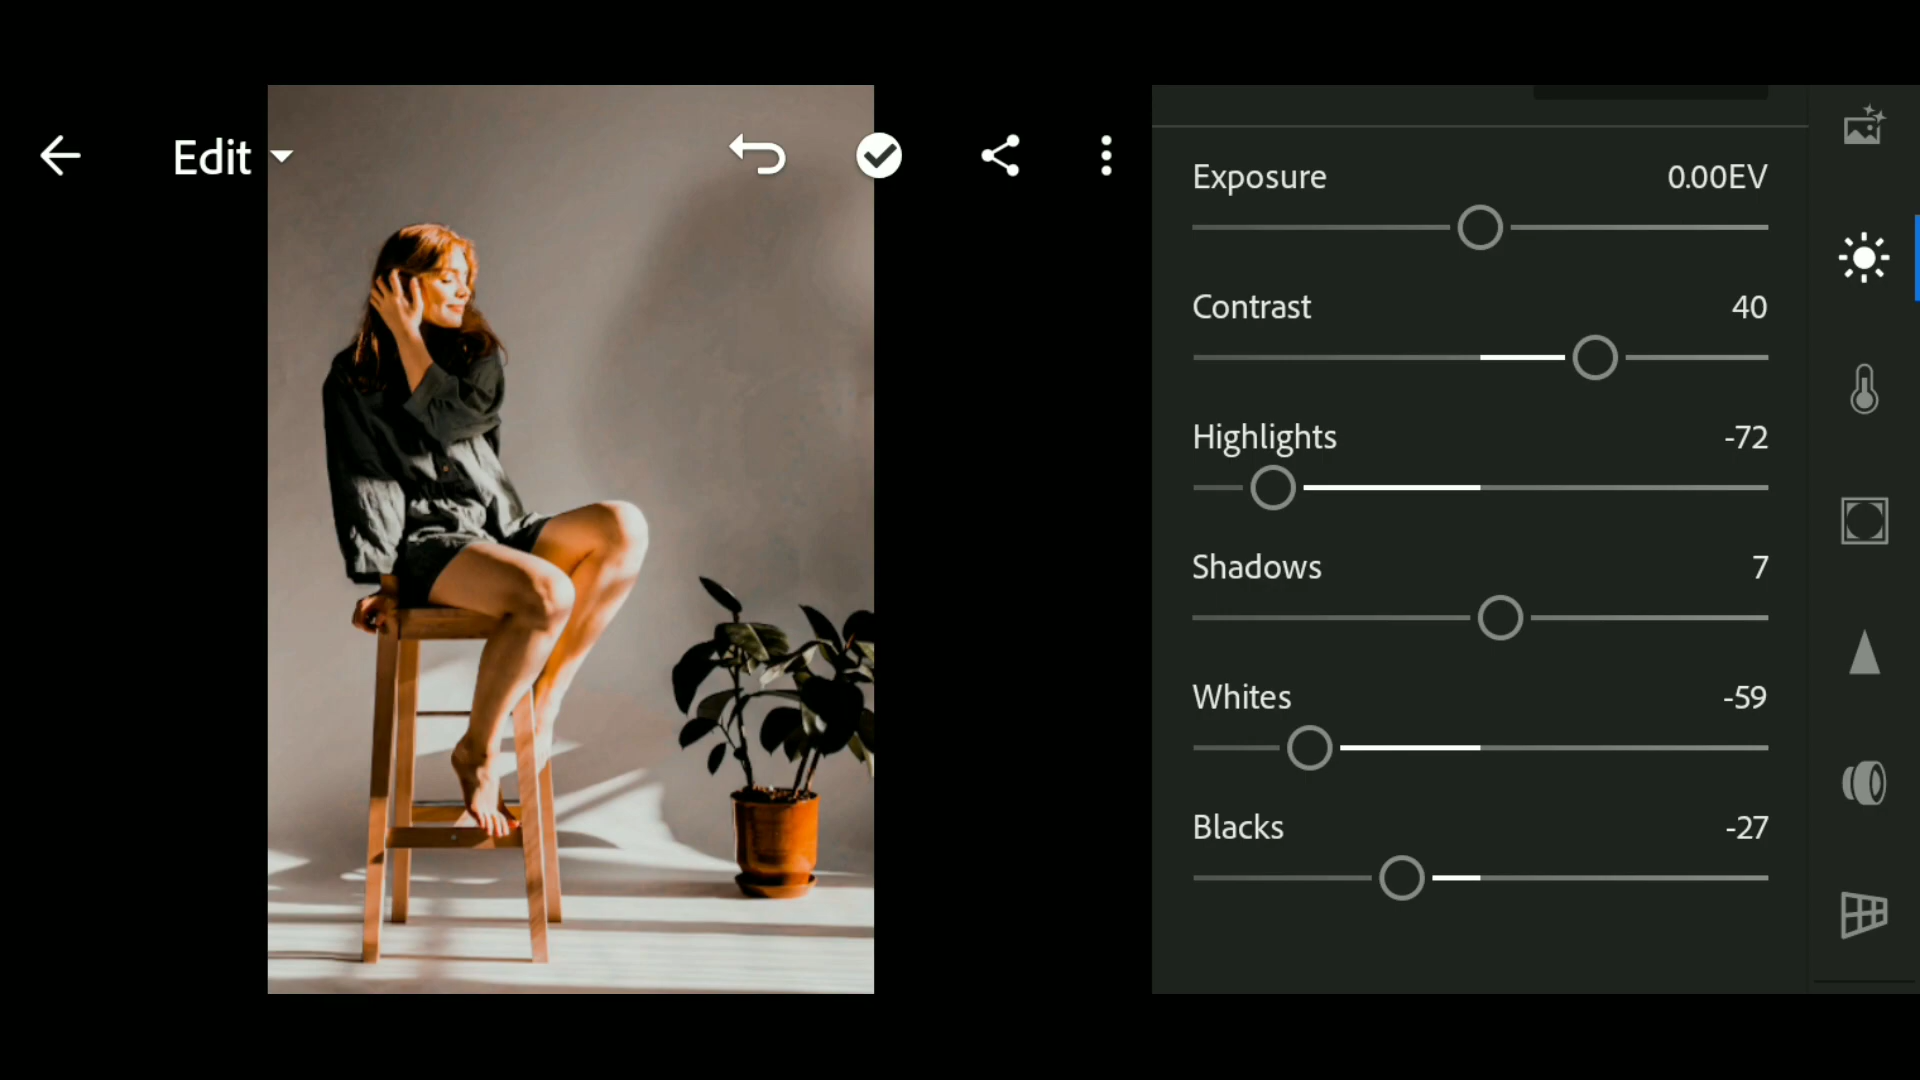 Edit
Exposure 0.00EV
Contrast 40
Highlights -72
Shadows 7
Whites -59
Blacks -27